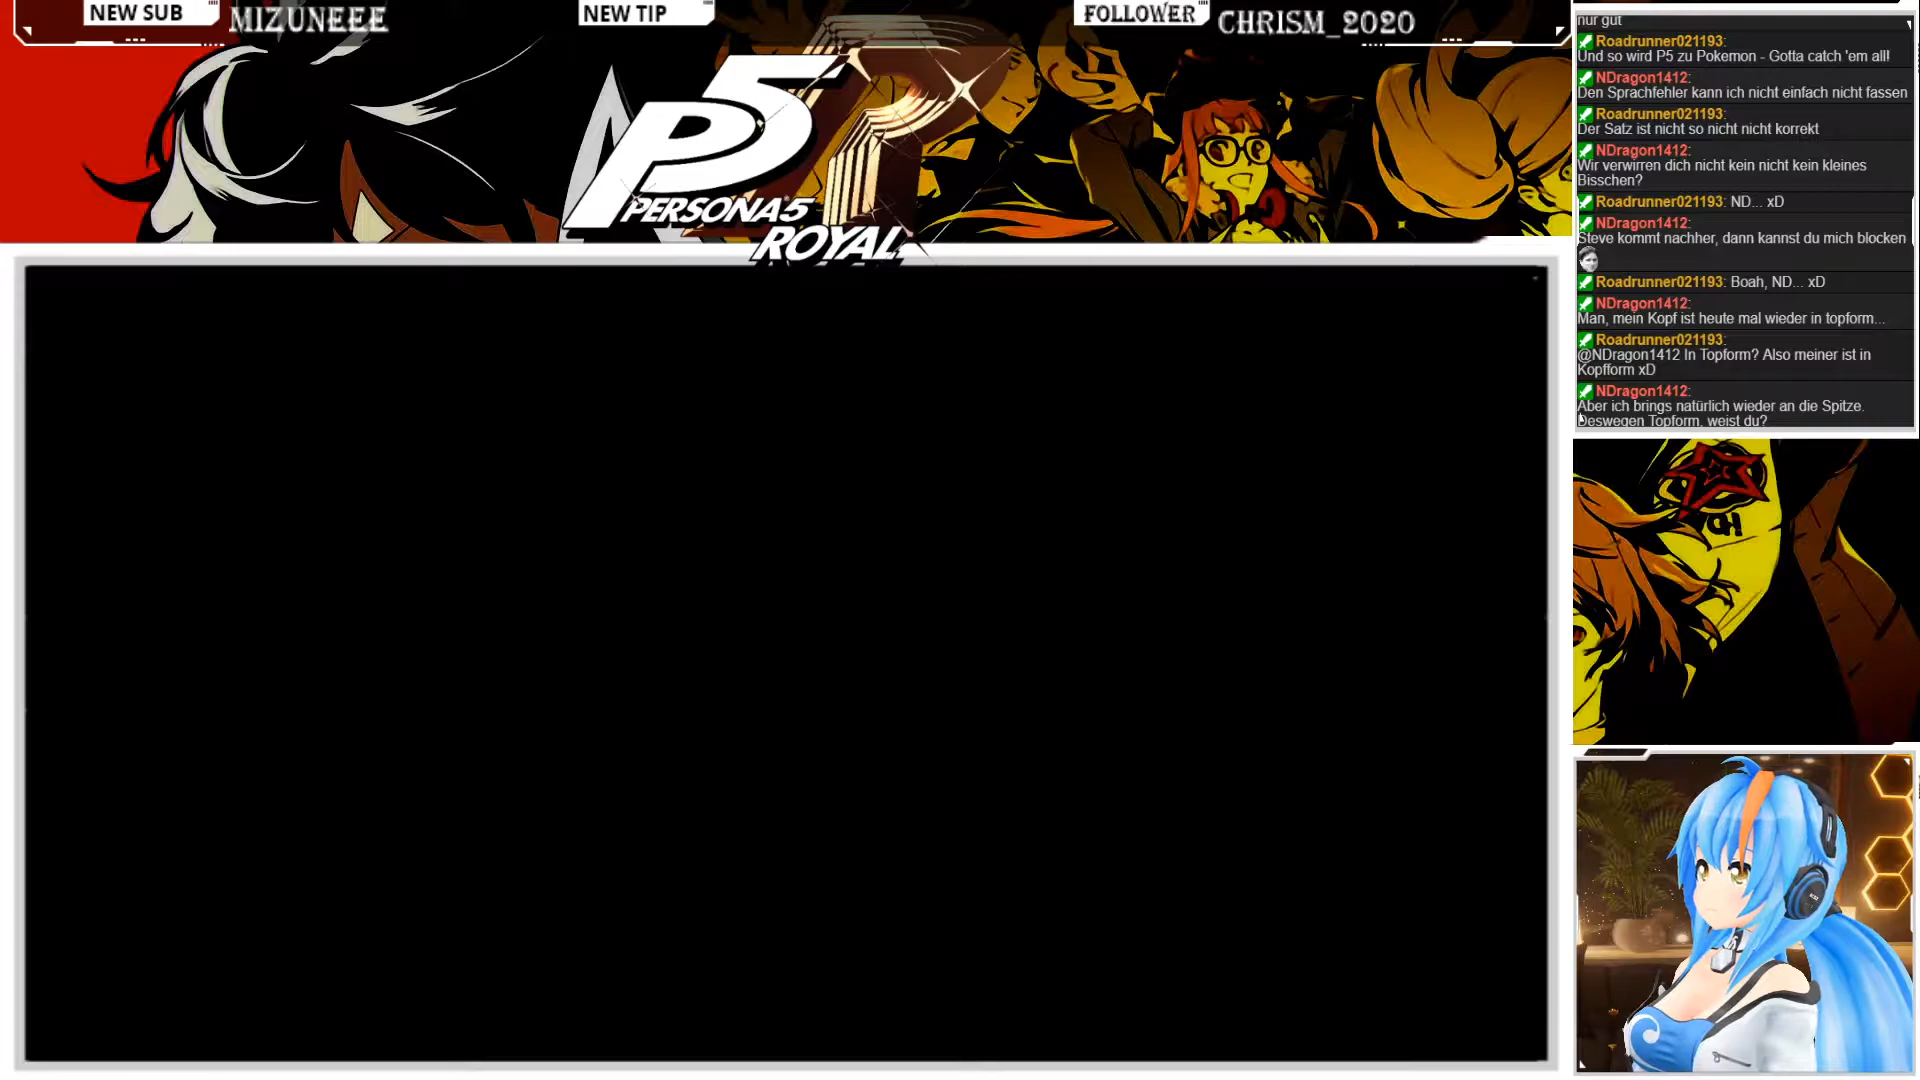 NEW SUB
MIZUNEEE
NEW TIP
FOLLOWER
CHRISM_2020
P5
PERSONA5
ROYAL
nur gut
Roadrunner021193:
Und so wird P5 zu Pokemon - Gotta catch 'em all!
NDragon1412:
Den Sprachfehler kann ich nicht einfach nicht fassen
Roadrunner021193:
Der Satz ist nicht so nicht nicht korrekt
NDragon1412:
Wir verwirren dich nicht kein nicht kein kleines
Bisschen?
Roadrunner021193: ND... xD
NDragon1412:
Steve kommt nachher, dann kannst du mich blocken
Roadrunner021193: Boah, ND... xD
NDragon1412:
Man, mein Kopf ist heute mal wieder in topform...
Roadrunner021193:
@NDragon1412 In Topform? Also meiner ist in
Kopfform xD
NDragon1412:
Aber ich brings natürlich wieder an die Spitze.
Deswegen Topform, weist du?